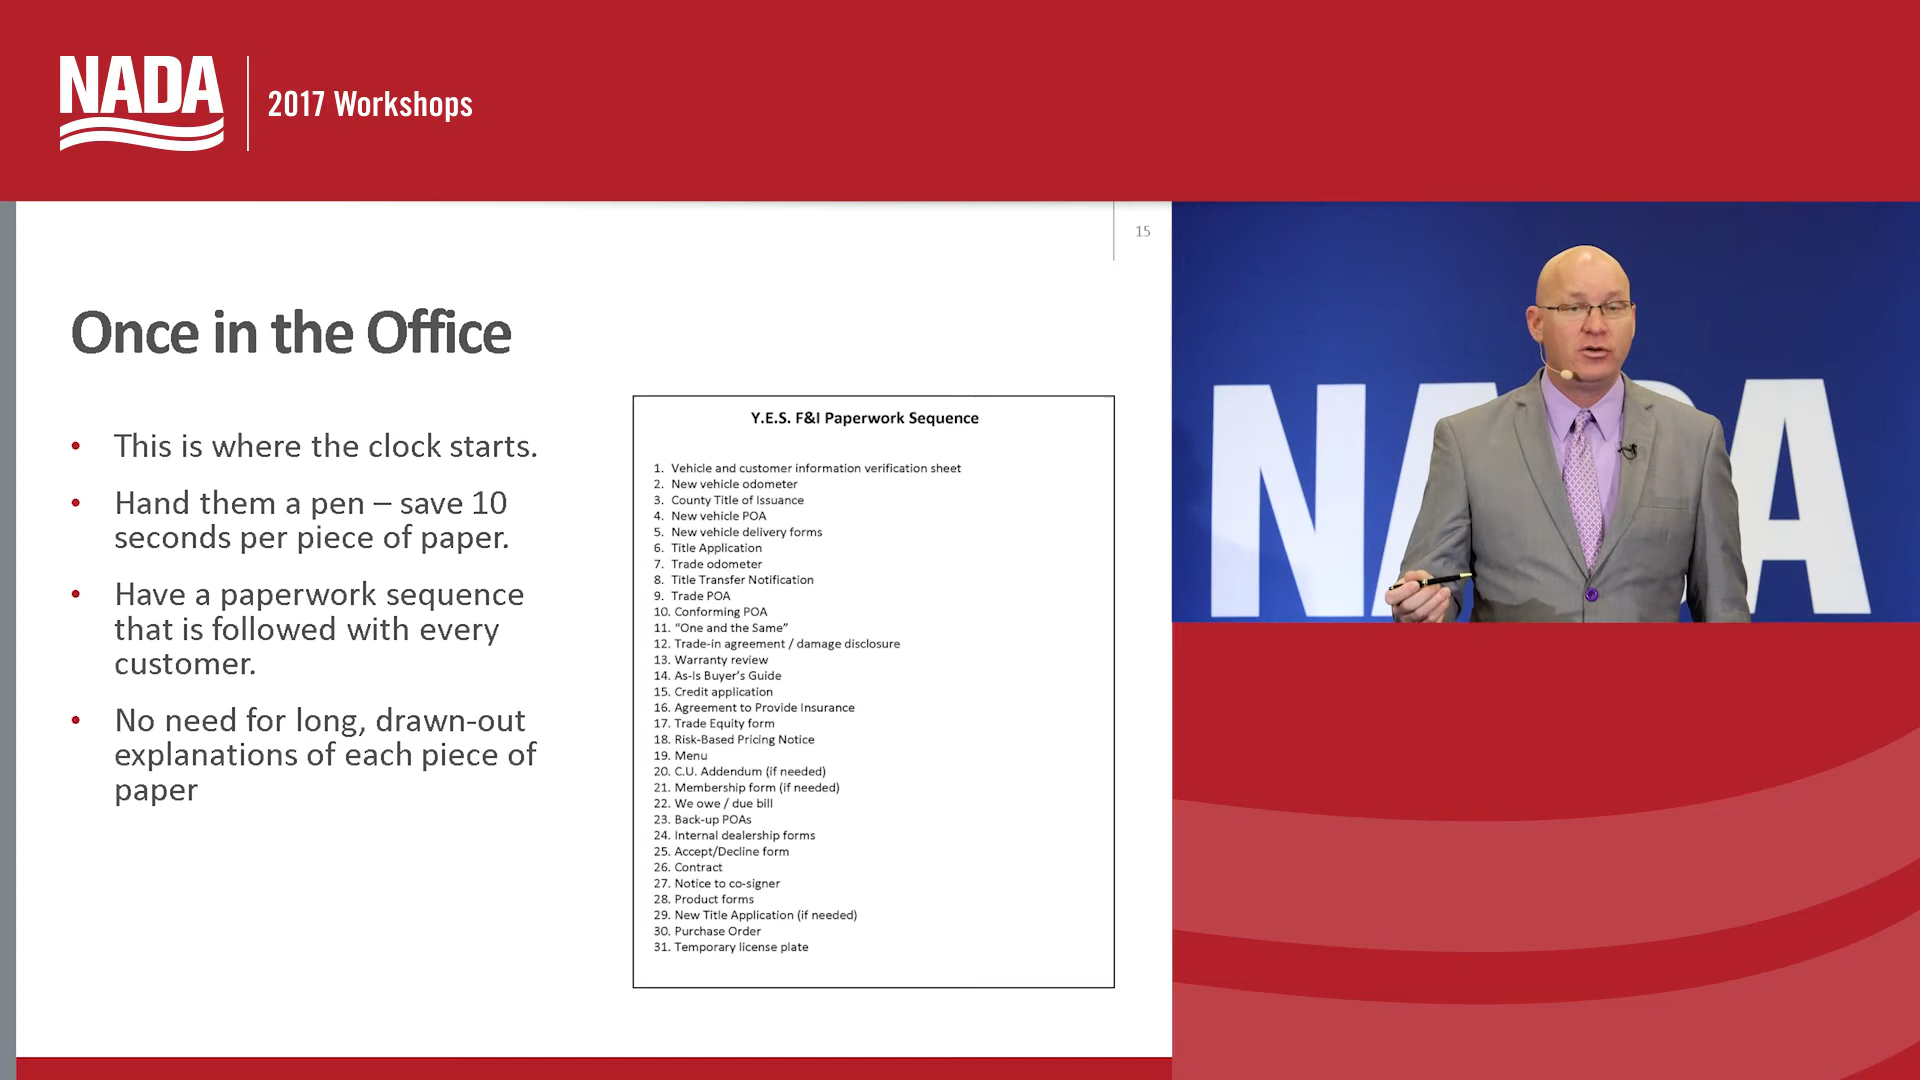 NADA
2017 Workshops
15
Once in the Office
• This is where the clock starts.
• Hand them a pen – save 10
seconds per piece of paper.
• Have a paperwork sequence
that is followed with every
customer.
• No need for long, drawn-out
explanations of each piece of
paper
Y.E.S. F&I Paperwork Sequence
1. Vehicle and customer information verification sheet
2. New vehicle odometer
3. County Title of Issuance
4. New vehicle POA
5. New vehicle delivery forms
6. Title Application
7. Trade odometer
8. Title Transfer Notification
9. Trade POA
10. Conforming POA
11. “One and the Same”
12. Trade-in agreement / damage disclosure
13. Warranty review
14. As-Is Buyer’s Guide
15. Credit application
16. Agreement to Provide Insurance
17. Trade Equity form
18. Risk-Based Pricing Notice
19. Menu
20. C.U. Addendum (if needed)
21. Membership form (if needed)
22. We owe / due bill
23. Back-up POAs
24. Internal dealership forms
25. Accept/Decline form
26. Contract
27. Notice to co-signer
28. Product forms
29. New Title Application (if needed)
30. Purchase Order
31. Temporary license plate
NADA